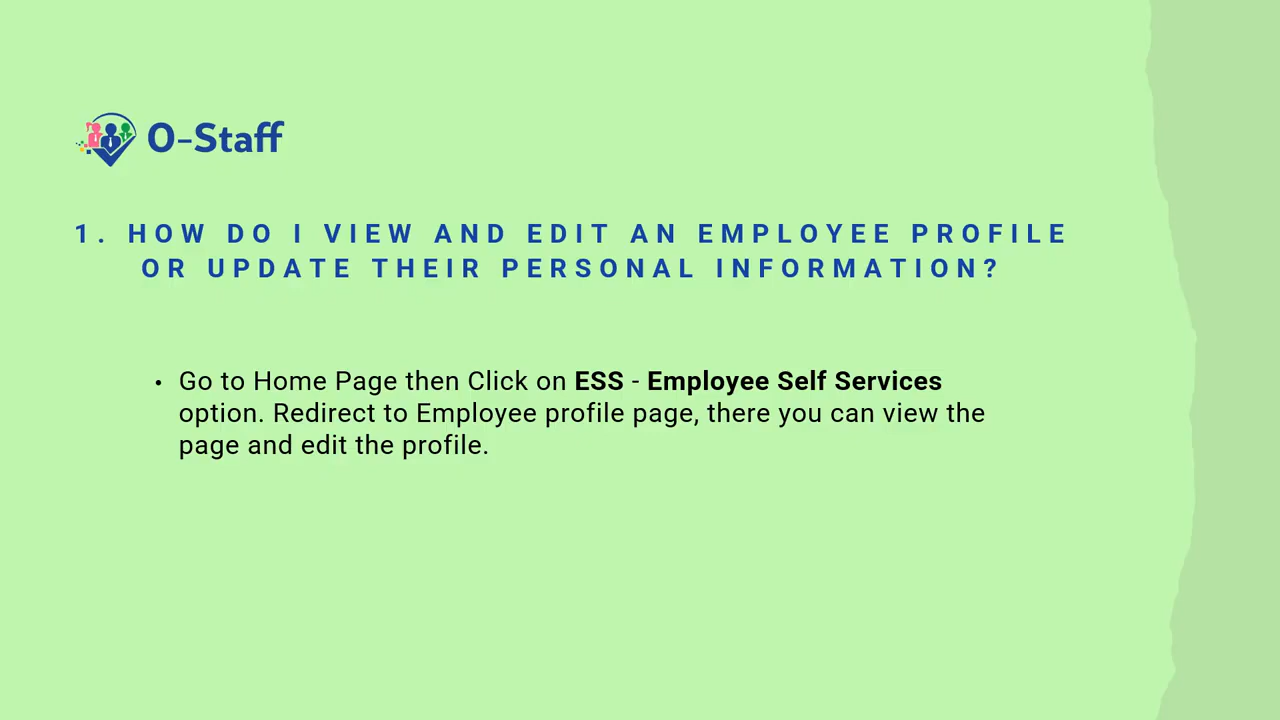 O-Staff
1. HOW DO I VIEW AND EDIT AN EMPLOYEE PROFILE
OR UPDATE THEIR PERSONAL INFORMATION?
• Go to Home Page then Click on ESS - Employee Self Services
option. Redirect to Employee profile page, there you can view the
page and edit the profile.